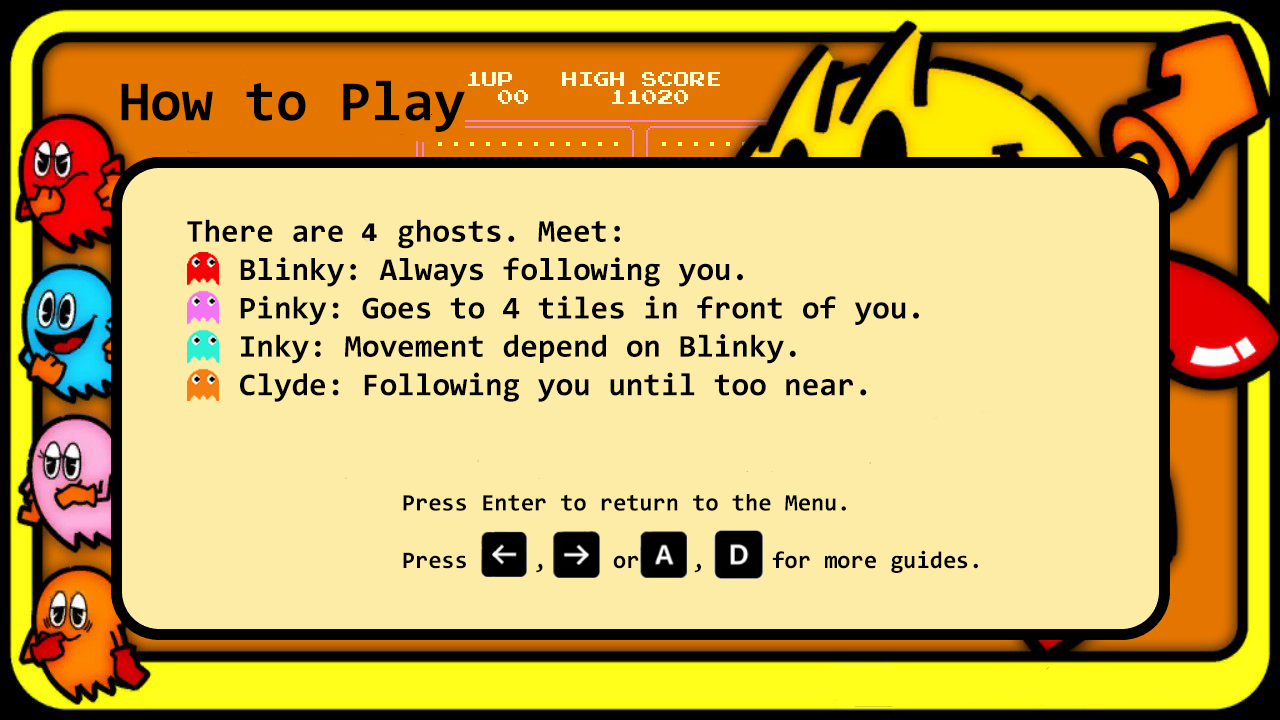 How to Play
1UP HIGH SCORE
00 11020
There are 4 ghosts. Meet:
Blinky: Always following you.
Pinky: Goes to 4 tiles in front of you.
Inky: Movement depend on Blinky.
Clyde: Following you until too near.
Press Enter to return to the Menu.
Press ← , → or A , D for more guides.